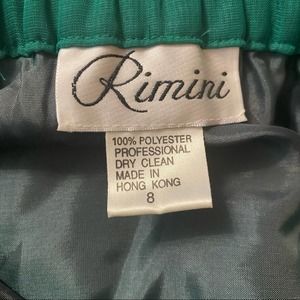 Rimini
100% POLYESTER
PROFESSIONAL
DRY CLEAN
MADE IN
HONG KONG
8